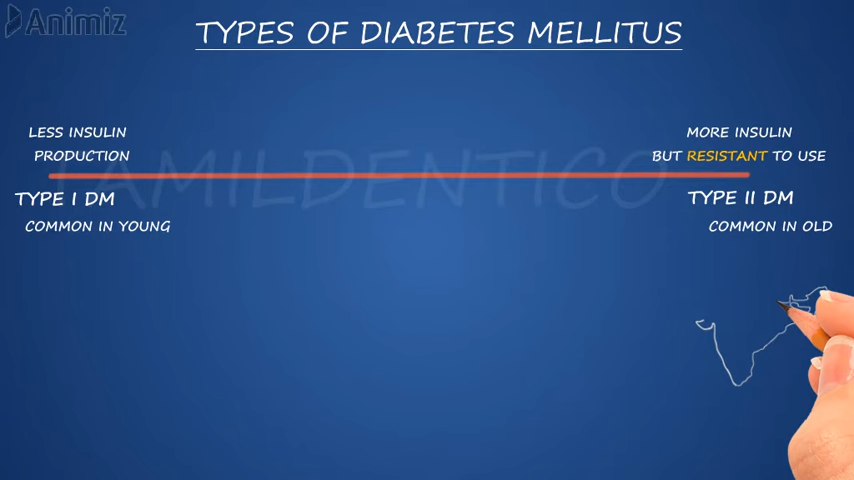 Animiz
TYPES OF DIABETES MELLITUS
LESS INSULIN
PRODUCTION
MORE INSULIN
BUT RESISTANT TO USE
TAMILDENTICO
TYPE I DM
COMMON IN YOUNG
TYPE II DM
COMMON IN OLD